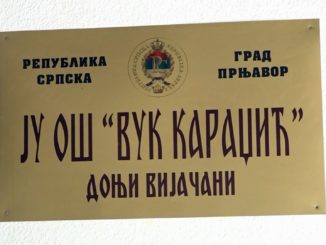 РЕПУБЛИКА СРПСКА
ГРАД ПРЊАВОР
ЈУ ОШ "ВУК КАРАЏИЋ"
ДОЊИ ВИЈАЧАНИ